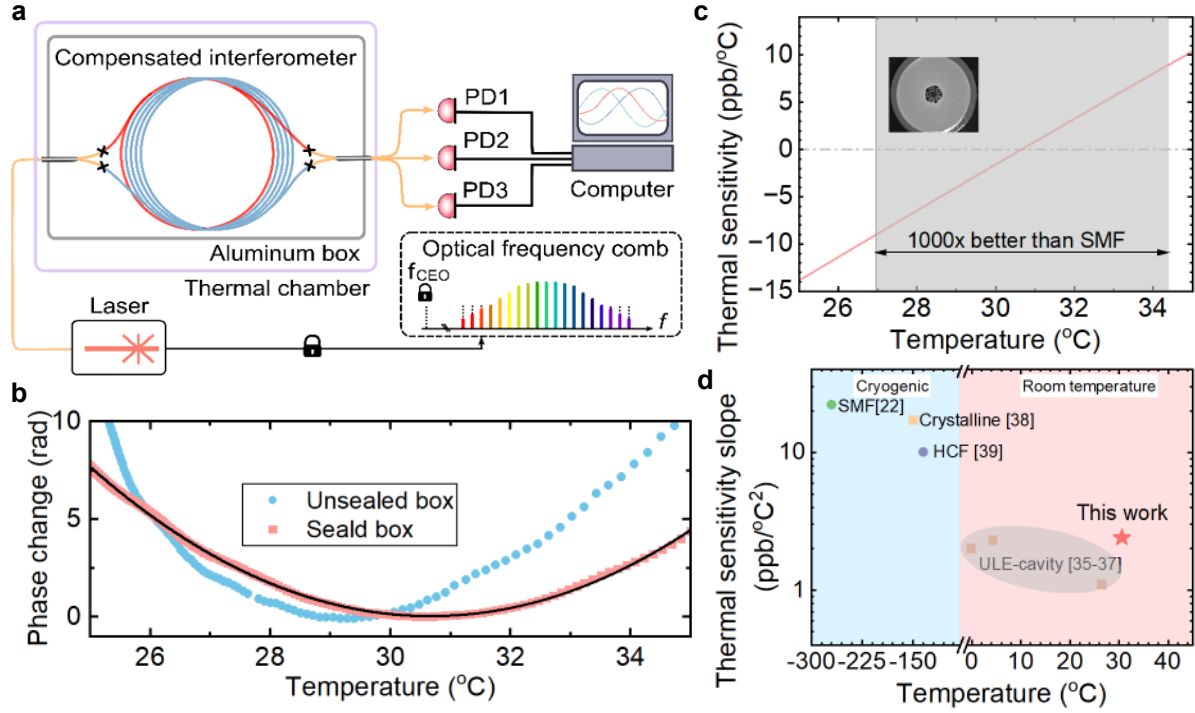 a
Compensated interferometer
Aluminum box
Thermal chamber
Laser
PD1
PD2
PD3
Computer
Optical frequency comb
fCEO
f
b
Phase change (rad)
10
5
0
26
28
30
32
34
Temperature (°C)
Unsealed box
Seald box
c
Thermal sensitivity (ppb/°C)
10
5
0
−5
−10
−15
26
28
30
32
34
Temperature (°C)
1000x better than SMF
d
Thermal sensitivity slope
(ppb/°C²)
10
1
Cryogenic
Room temperature
SMF[22]
Crystalline [38]
HCF [39]
This work
ULE-cavity [35-37]
-300
-225
-150
0
10
20
30
40
Temperature (°C)